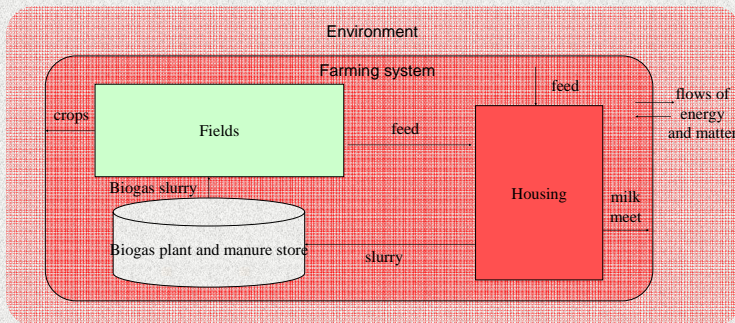 Environment
Farming system
feed
flows of
energy
and matter
crops
Fields
feed
Biogas slurry
Housing
milk
meet
Biogas plant and manure store
slurry